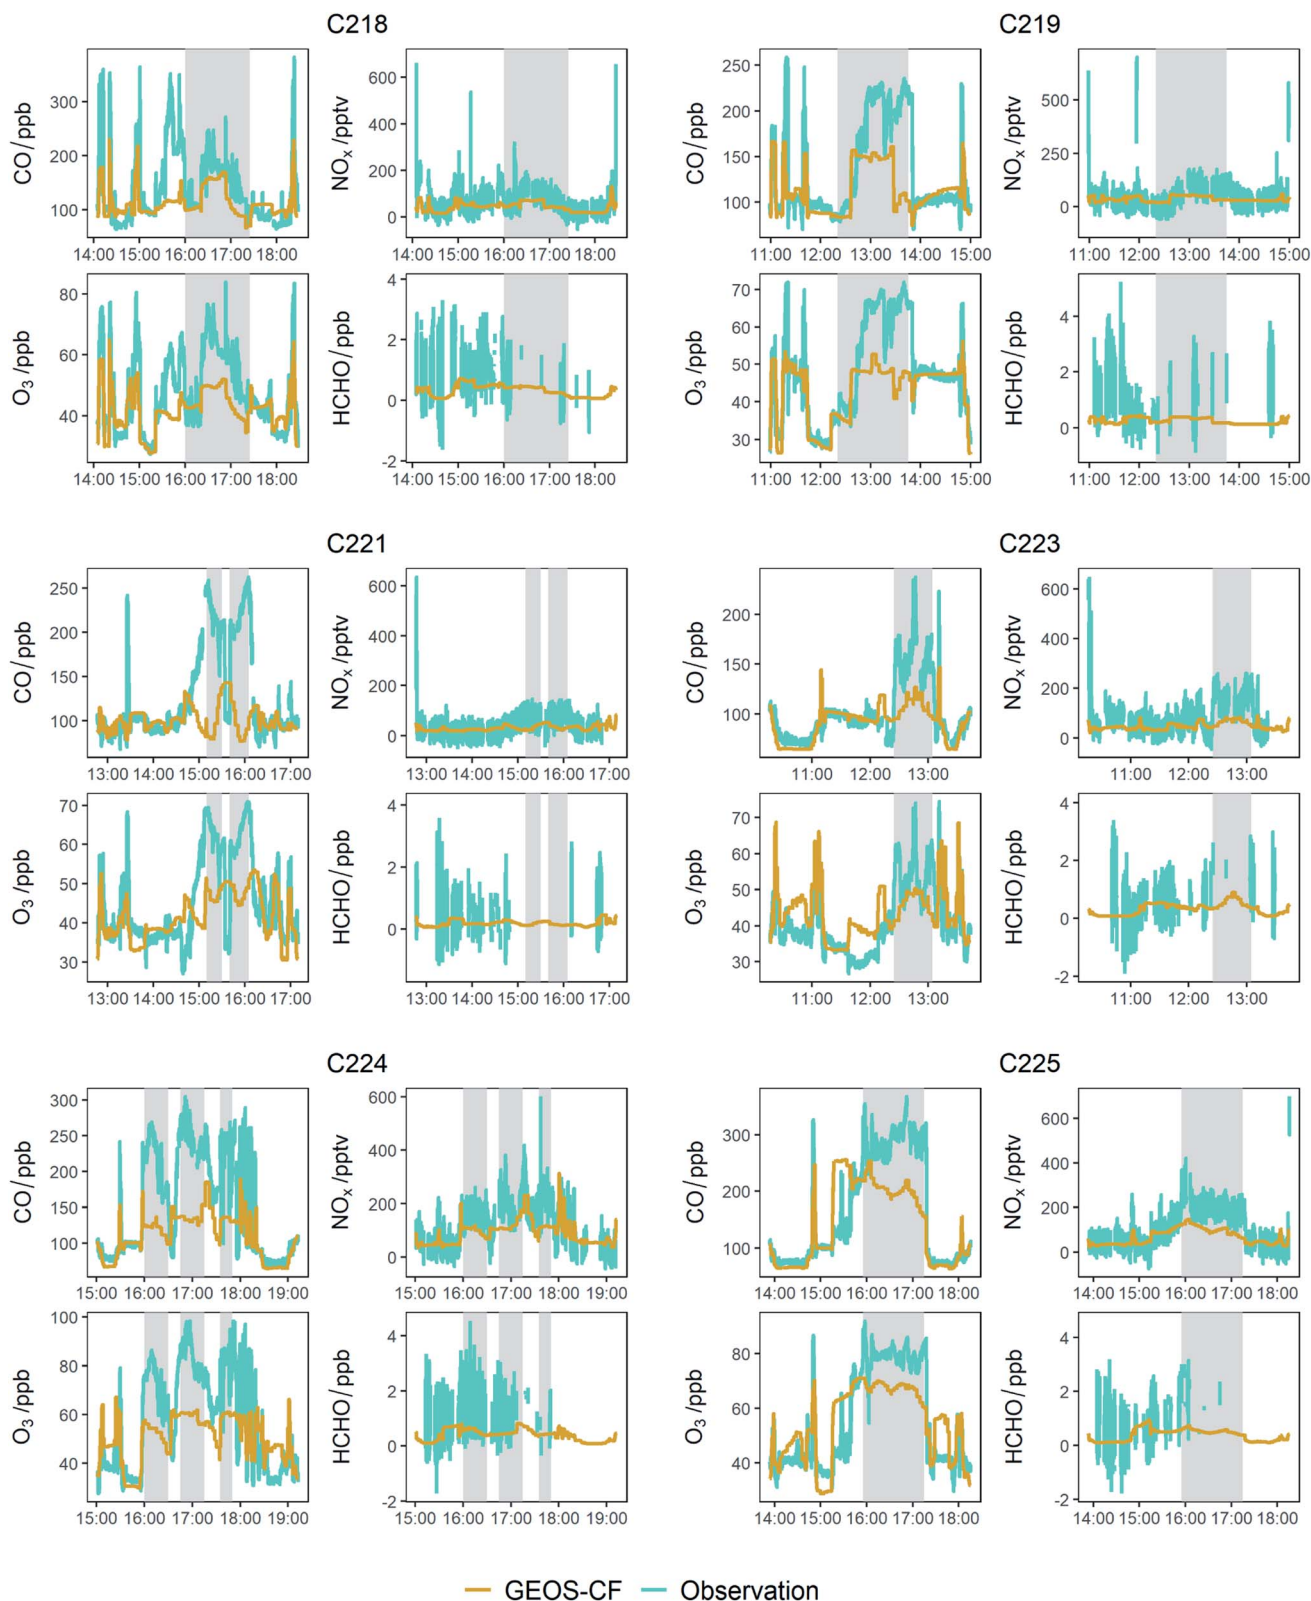 C218
C219
CO/ppb
300
200
100
14:00 15:00 16:00 17:00 18:00
NOx /pptv
600
400
200
0
14:00 15:00 16:00 17:00 18:00
CO/ppb
250
200
150
100
11:00 12:00 13:00 14:00 15:00
NOx /pptv
500
250
0
11:00 12:00 13:00 14:00 15:00
O3 /ppb
80
60
40
14:00 15:00 16:00 17:00 18:00
HCHO/ppb
4
2
0
-2
14:00 15:00 16:00 17:00 18:00
O3 /ppb
70
60
50
40
30
11:00 12:00 13:00 14:00 15:00
HCHO/ppb
4
2
0
11:00 12:00 13:00 14:00 15:00
C221
C223
CO/ppb
250
200
150
100
13:00 14:00 15:00 16:00 17:00
NOx /pptv
600
400
200
0
13:00 14:00 15:00 16:00 17:00
CO/ppb
200
150
100
11:00 12:00 13:00
NOx /pptv
600
400
200
0
11:00 12:00 13:00
O3 /ppb
70
60
50
40
30
13:00 14:00 15:00 16:00 17:00
HCHO/ppb
4
2
0
13:00 14:00 15:00 16:00 17:00
O3 /ppb
70
60
50
40
30
11:00 12:00 13:00
HCHO/ppb
4
2
0
-2
11:00 12:00 13:00
C224
C225
CO/ppb
300
250
200
150
100
15:00 16:00 17:00 18:00 19:00
NOx /pptv
600
400
200
0
15:00 16:00 17:00 18:00 19:00
CO/ppb
300
200
100
14:00 15:00 16:00 17:00 18:00
NOx /pptv
600
400
200
0
14:00 15:00 16:00 17:00 18:00
O3 /ppb
100
80
60
40
15:00 16:00 17:00 18:00 19:00
HCHO/ppb
4
2
0
-2
15:00 16:00 17:00 18:00 19:00
O3 /ppb
80
60
40
14:00 15:00 16:00 17:00 18:00
HCHO/ppb
4
2
0
-2
14:00 15:00 16:00 17:00 18:00
GEOS-CF Observation